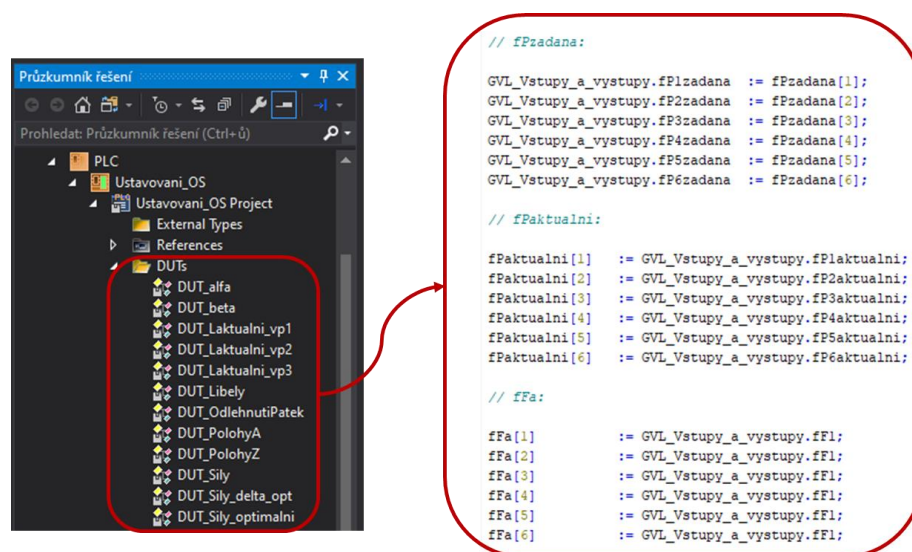 Průzkumník řešení
Prohledat: Průzkumník řešení (Ctrl+ů)
PLC
Ustavovani_OS
Ustavovani_OS Project
External Types
References
DUTs
DUT_alfa
DUT_beta
DUT_Laktualni_vp1
DUT_Laktualni_vp2
DUT_Laktualni_vp3
DUT_Libely
DUT_OdlehnutiPatek
DUT_PolohyA
DUT_PolohyZ
DUT_Sily
DUT_Sily_delta_opt
DUT_Sily_optimalni
// fPzadana:
GVL_Vstupy_a_vystupy.fP1zadana := fPzadana[1];
GVL_Vstupy_a_vystupy.fP2zadana := fPzadana[2];
GVL_Vstupy_a_vystupy.fP3zadana := fPzadana[3];
GVL_Vstupy_a_vystupy.fP4zadana := fPzadana[4];
GVL_Vstupy_a_vystupy.fP5zadana := fPzadana[5];
GVL_Vstupy_a_vystupy.fP6zadana := fPzadana[6];
// fPaktualni:
fPaktualni[1] := GVL_Vstupy_a_vystupy.fP1aktualni;
fPaktualni[2] := GVL_Vstupy_a_vystupy.fP2aktualni;
fPaktualni[3] := GVL_Vstupy_a_vystupy.fP3aktualni;
fPaktualni[4] := GVL_Vstupy_a_vystupy.fP4aktualni;
fPaktualni[5] := GVL_Vstupy_a_vystupy.fP5aktualni;
fPaktualni[6] := GVL_Vstupy_a_vystupy.fP6aktualni;
// fFa:
fFa[1] := GVL_Vstupy_a_vystupy.fF1;
fFa[2] := GVL_Vstupy_a_vystupy.fF1;
fFa[3] := GVL_Vstupy_a_vystupy.fF1;
fFa[4] := GVL_Vstupy_a_vystupy.fF1;
fFa[5] := GVL_Vstupy_a_vystupy.fF1;
fFa[6] := GVL_Vstupy_a_vystupy.fF1;